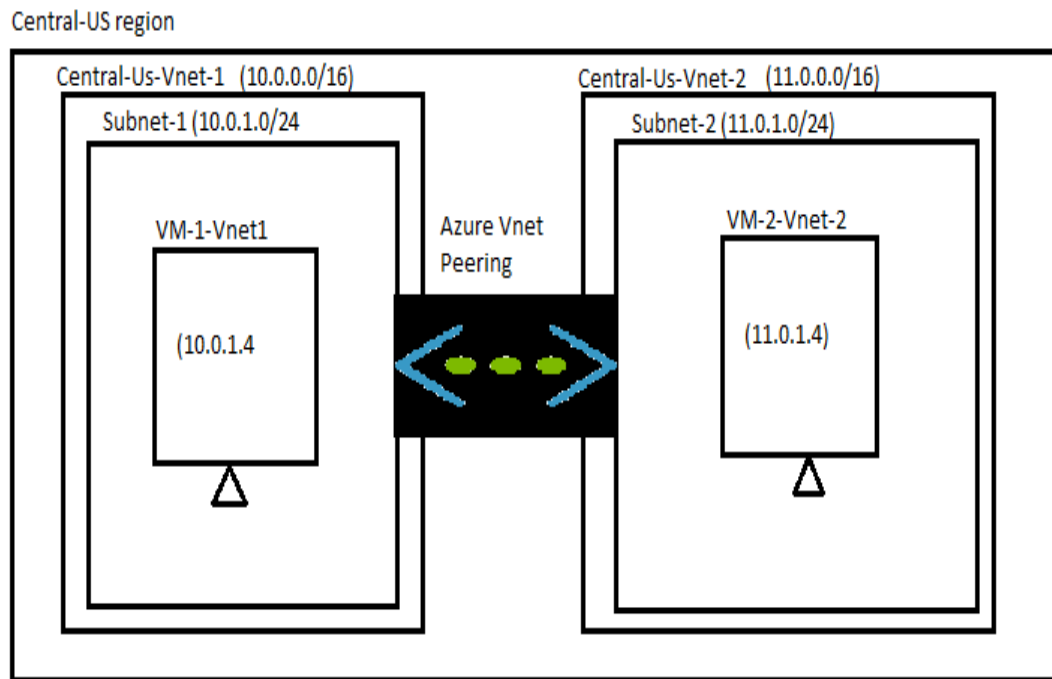 Central-US region
Central-Us-Vnet-1 (10.0.0.0/16)
Central-Us-Vnet-2 (11.0.0.0/16)
Subnet-1 (10.0.1.0/24
Subnet-2 (11.0.1.0/24)
VM-1-Vnet1
Azure Vnet
Peering
VM-2-Vnet-2
(10.0.1.4
(11.0.1.4)